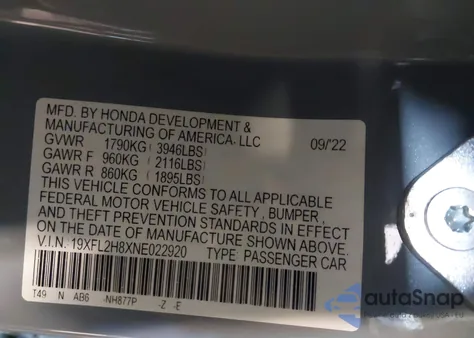 MFD. BY HONDA DEVELOPMENT &
MANUFACTURING OF AMERICA, LLC 09/22
GVWR 1790KG (3946LBS)
GAWR F 960KG (2116LBS)
GAWR R 860KG (1895LBS)
THIS VEHICLE CONFORMS TO ALL APPLICABLE
FEDERAL MOTOR VEHICLE SAFETY, BUMPER,
AND THEFT PREVENTION STANDARDS IN EFFECT
ON THE DATE OF MANUFACTURE SHOWN ABOVE.
V.I.N. 19XFL2H8XNE022920 TYPE PASSENGER CAR
T49 N AB6 -NH877P -Z -E
autoSnap